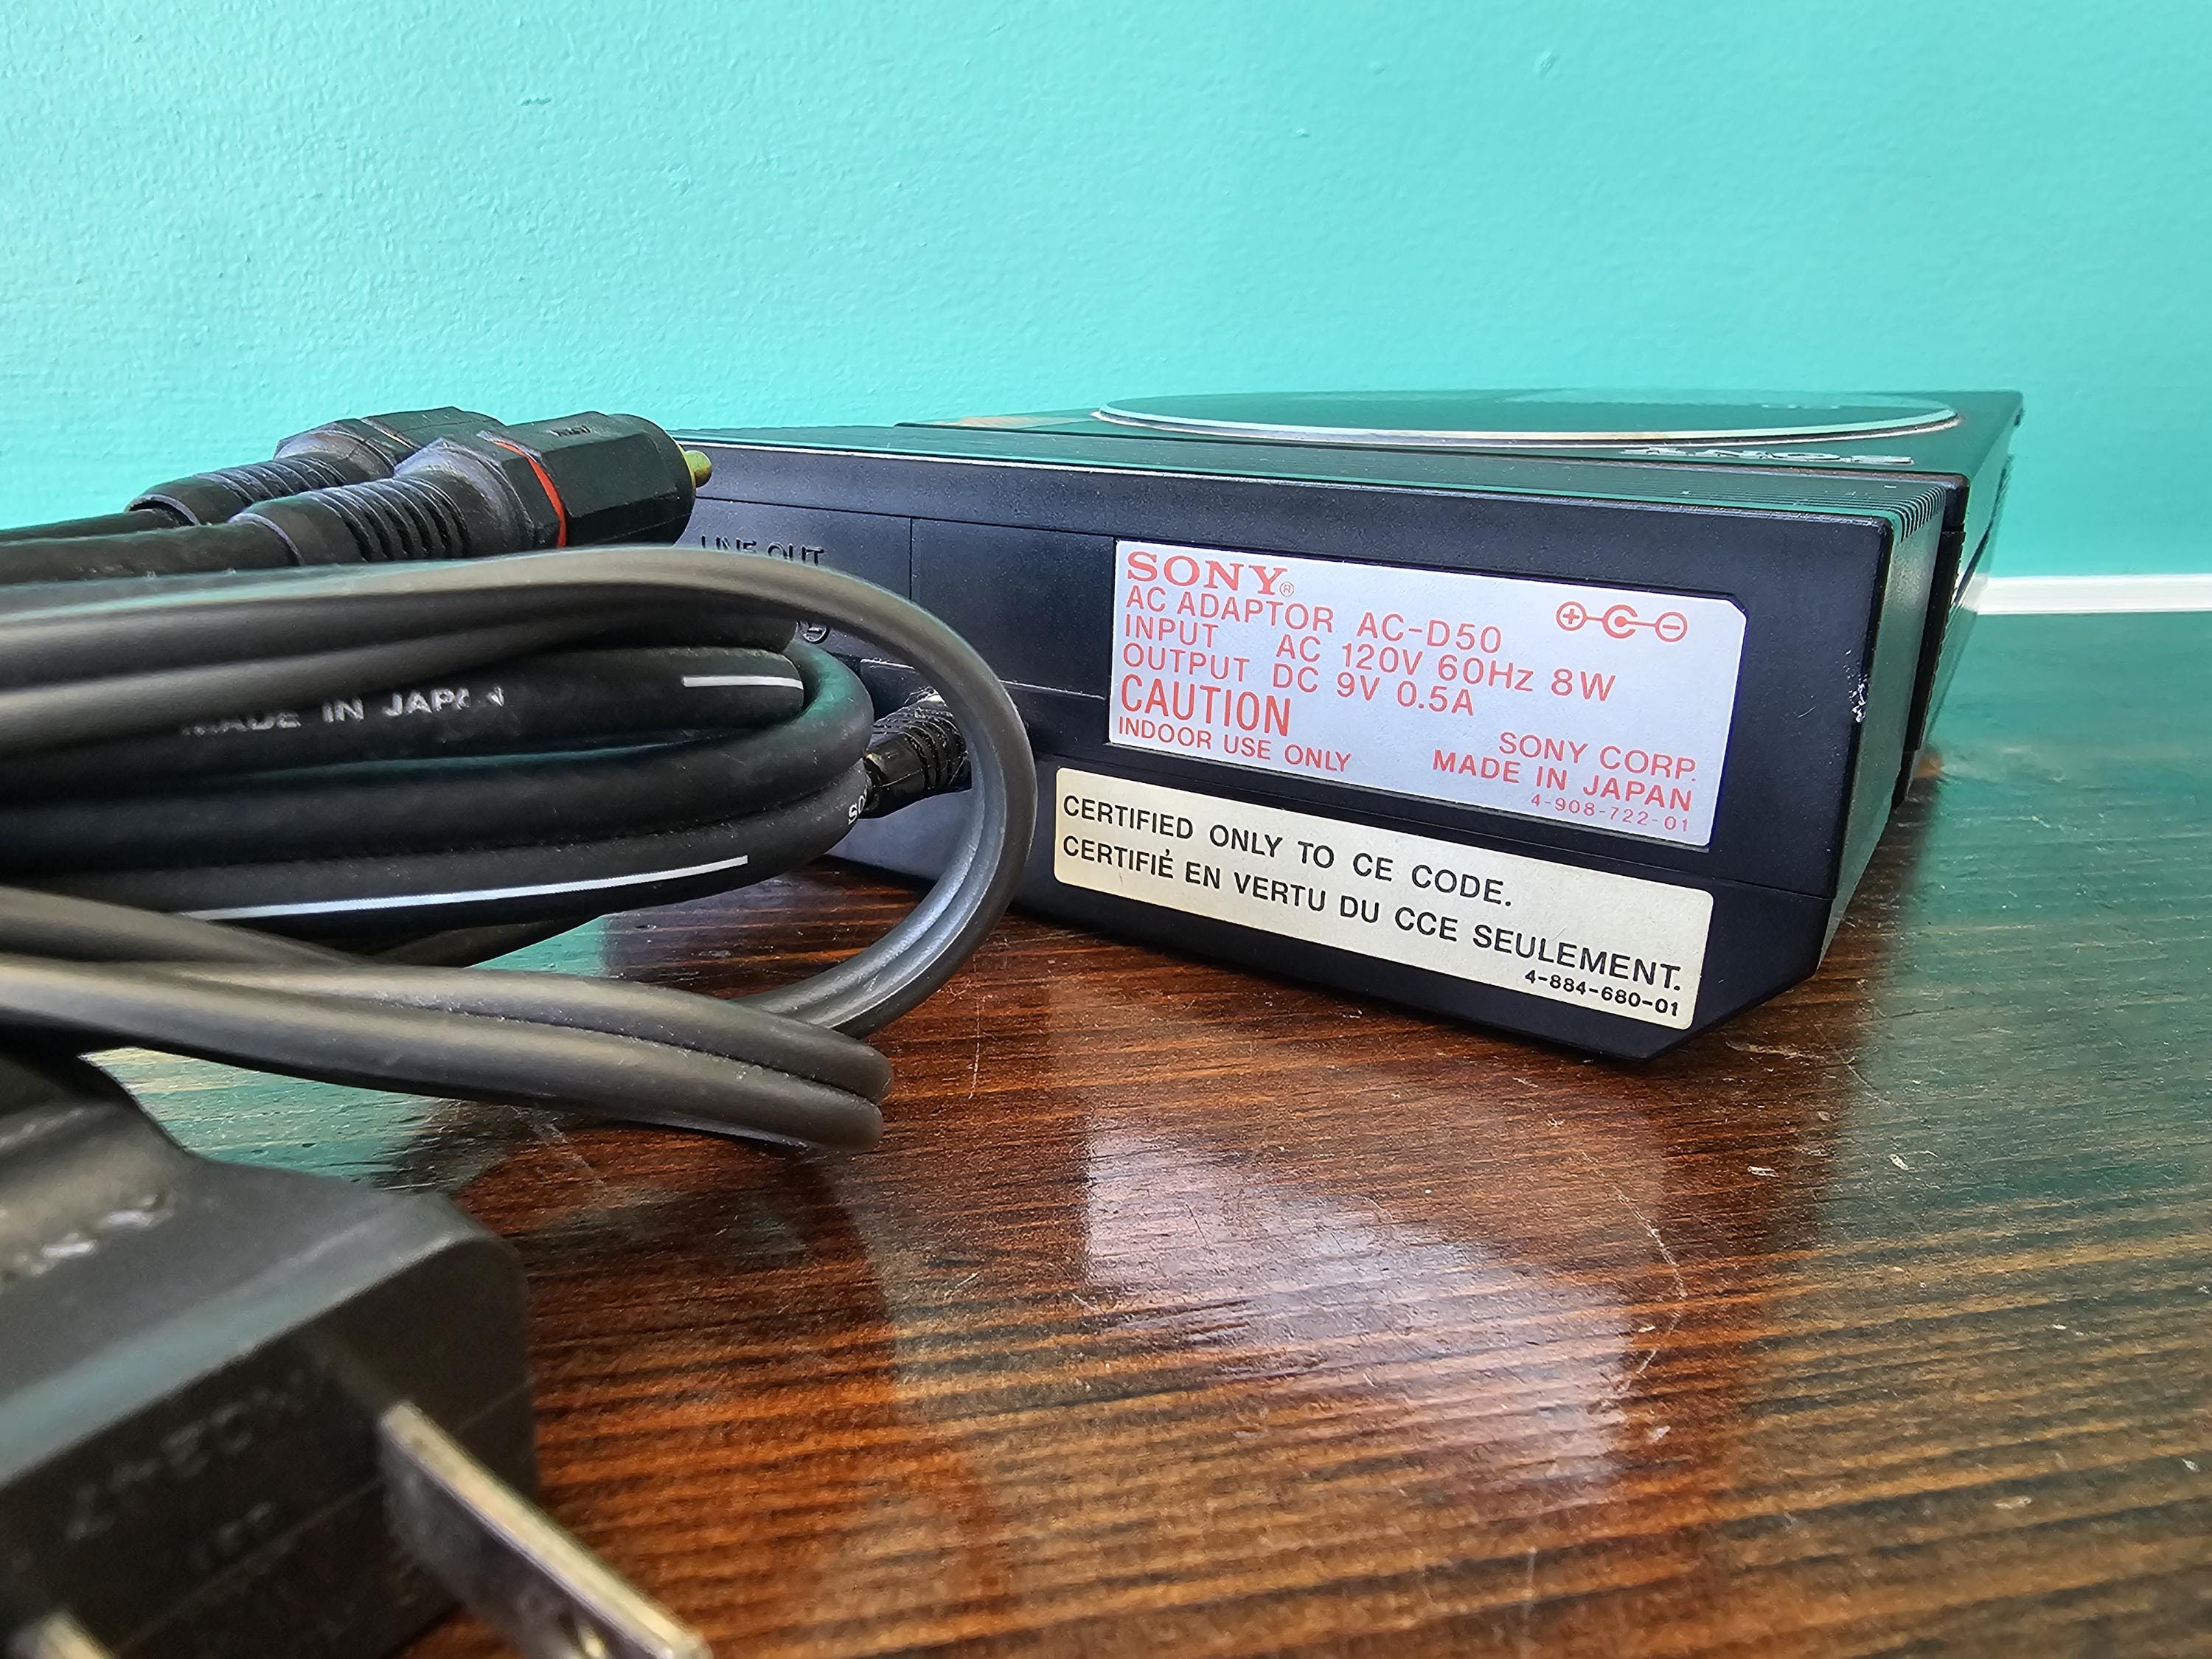 SONY
LINE OUT
SONY®
AC ADAPTOR AC-D50
INPUT AC 120V 60Hz 8W
OUTPUT DC 9V 0.5A
CAUTION
INDOOR USE ONLY
SONY CORP.
MADE IN JAPAN
4-908-722-01
MADE IN JAPAN
CERTIFIED ONLY TO CE CODE.
CERTIFIÉ EN VERTU DU CCE SEULEMENT.
4-884-680-01